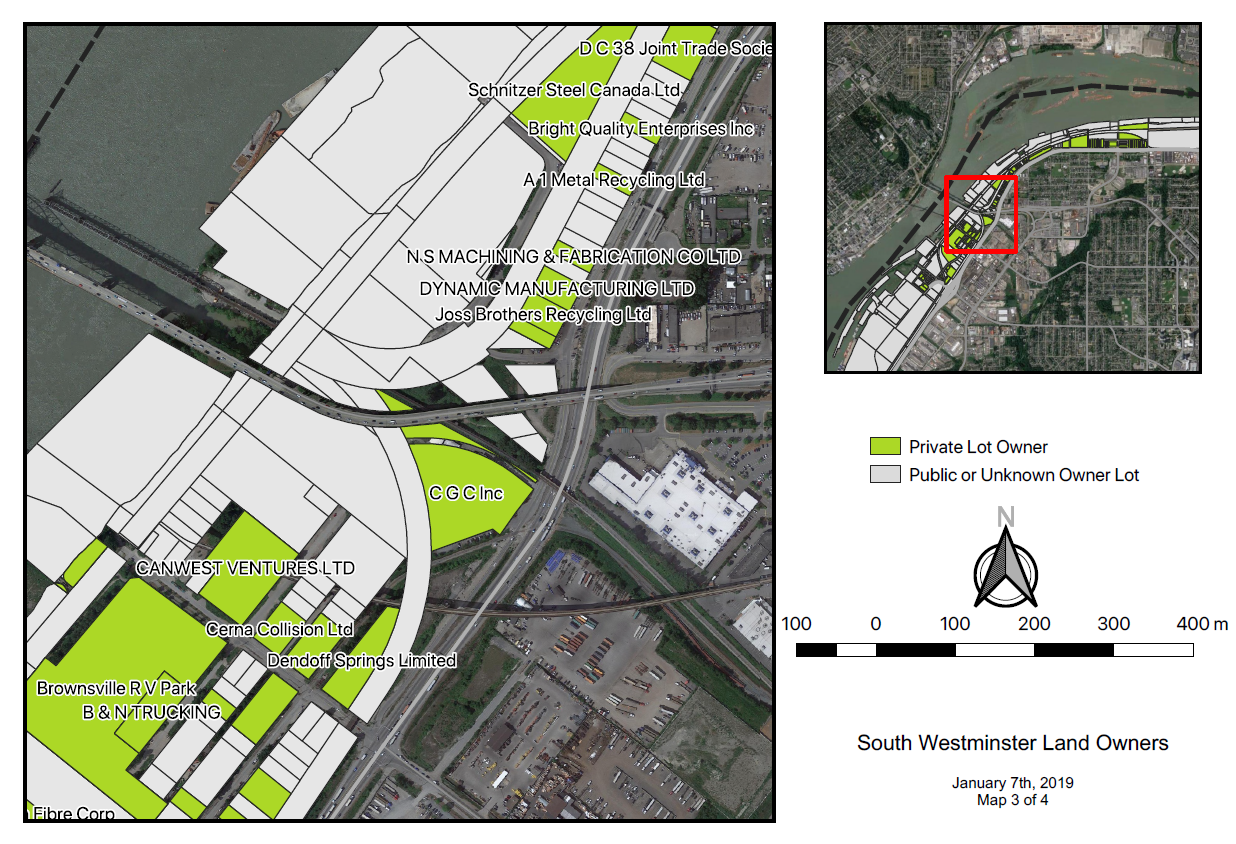 D C 38 Joint Trade Socie
Schnitzer Steel Canada Ltd
Bright Quality Enterprises Inc
A 1 Metal Recycling Ltd
N.S MACHINING & FABRICATION CO LTD
DYNAMIC MANUFACTURING LTD
Joss Brothers Recycling Ltd
C G C Inc
CANWEST VENTURES LTD
Cerna Collision Ltd
Dendoff Springs Limited
Brownsville R V Park
B & N TRUCKING
Fibre Corp
Private Lot Owner
Public or Unknown Owner Lot
N
100 0 100 200 300 400 m
South Westminster Land Owners
January 7th, 2019
Map 3 of 4